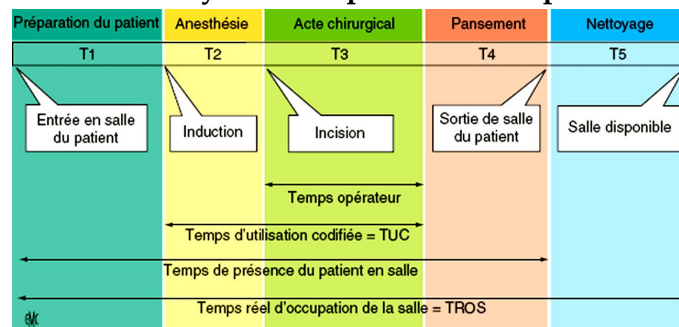 Préparation du patient
Anesthésie
Acte chirurgical
Pansement
Nettoyage
T1
T2
T3
T4
T5
Entrée en salle
du patient
Induction
Incision
Sortie de salle
du patient
Salle disponible
Temps opérateur
Temps d'utilisation codifiée = TUC
Temps de présence du patient en salle
Temps réel d'occupation de la salle = TROS
EMC